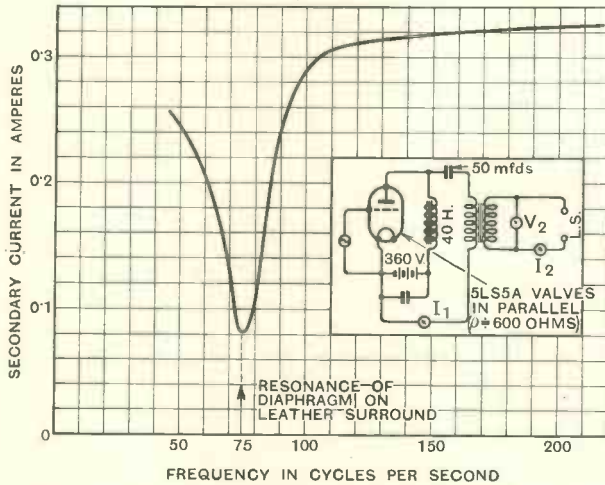 SECONDARY CURRENT IN AMPERES
0·3
0·2
0·1
0
50
75
100
150
200
FREQUENCY IN CYCLES PER SECOND
RESONANCE OF
DIAPHRAGM ON
LEATHER SURROUND
50 mfds
40 H.
V2
L.S.
I2
360 V.
I1
5LS5A VALVES
IN PARALLEL
(ρ≑600 OHMS)